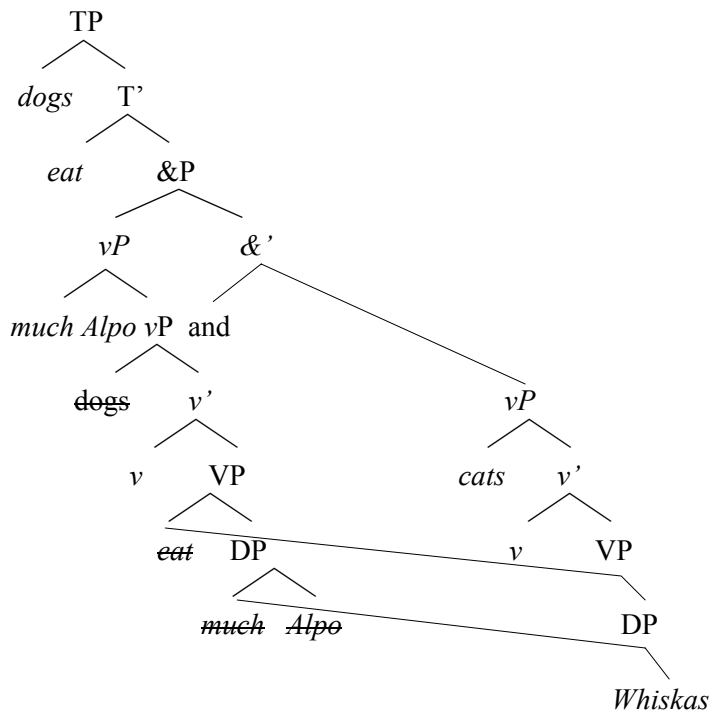 TP
dogs T’
eat &P
vP &’
much Alpo vP and
dogs v’ vP
v VP cats v’
eat DP v VP
much Alpo DP
Whiskas